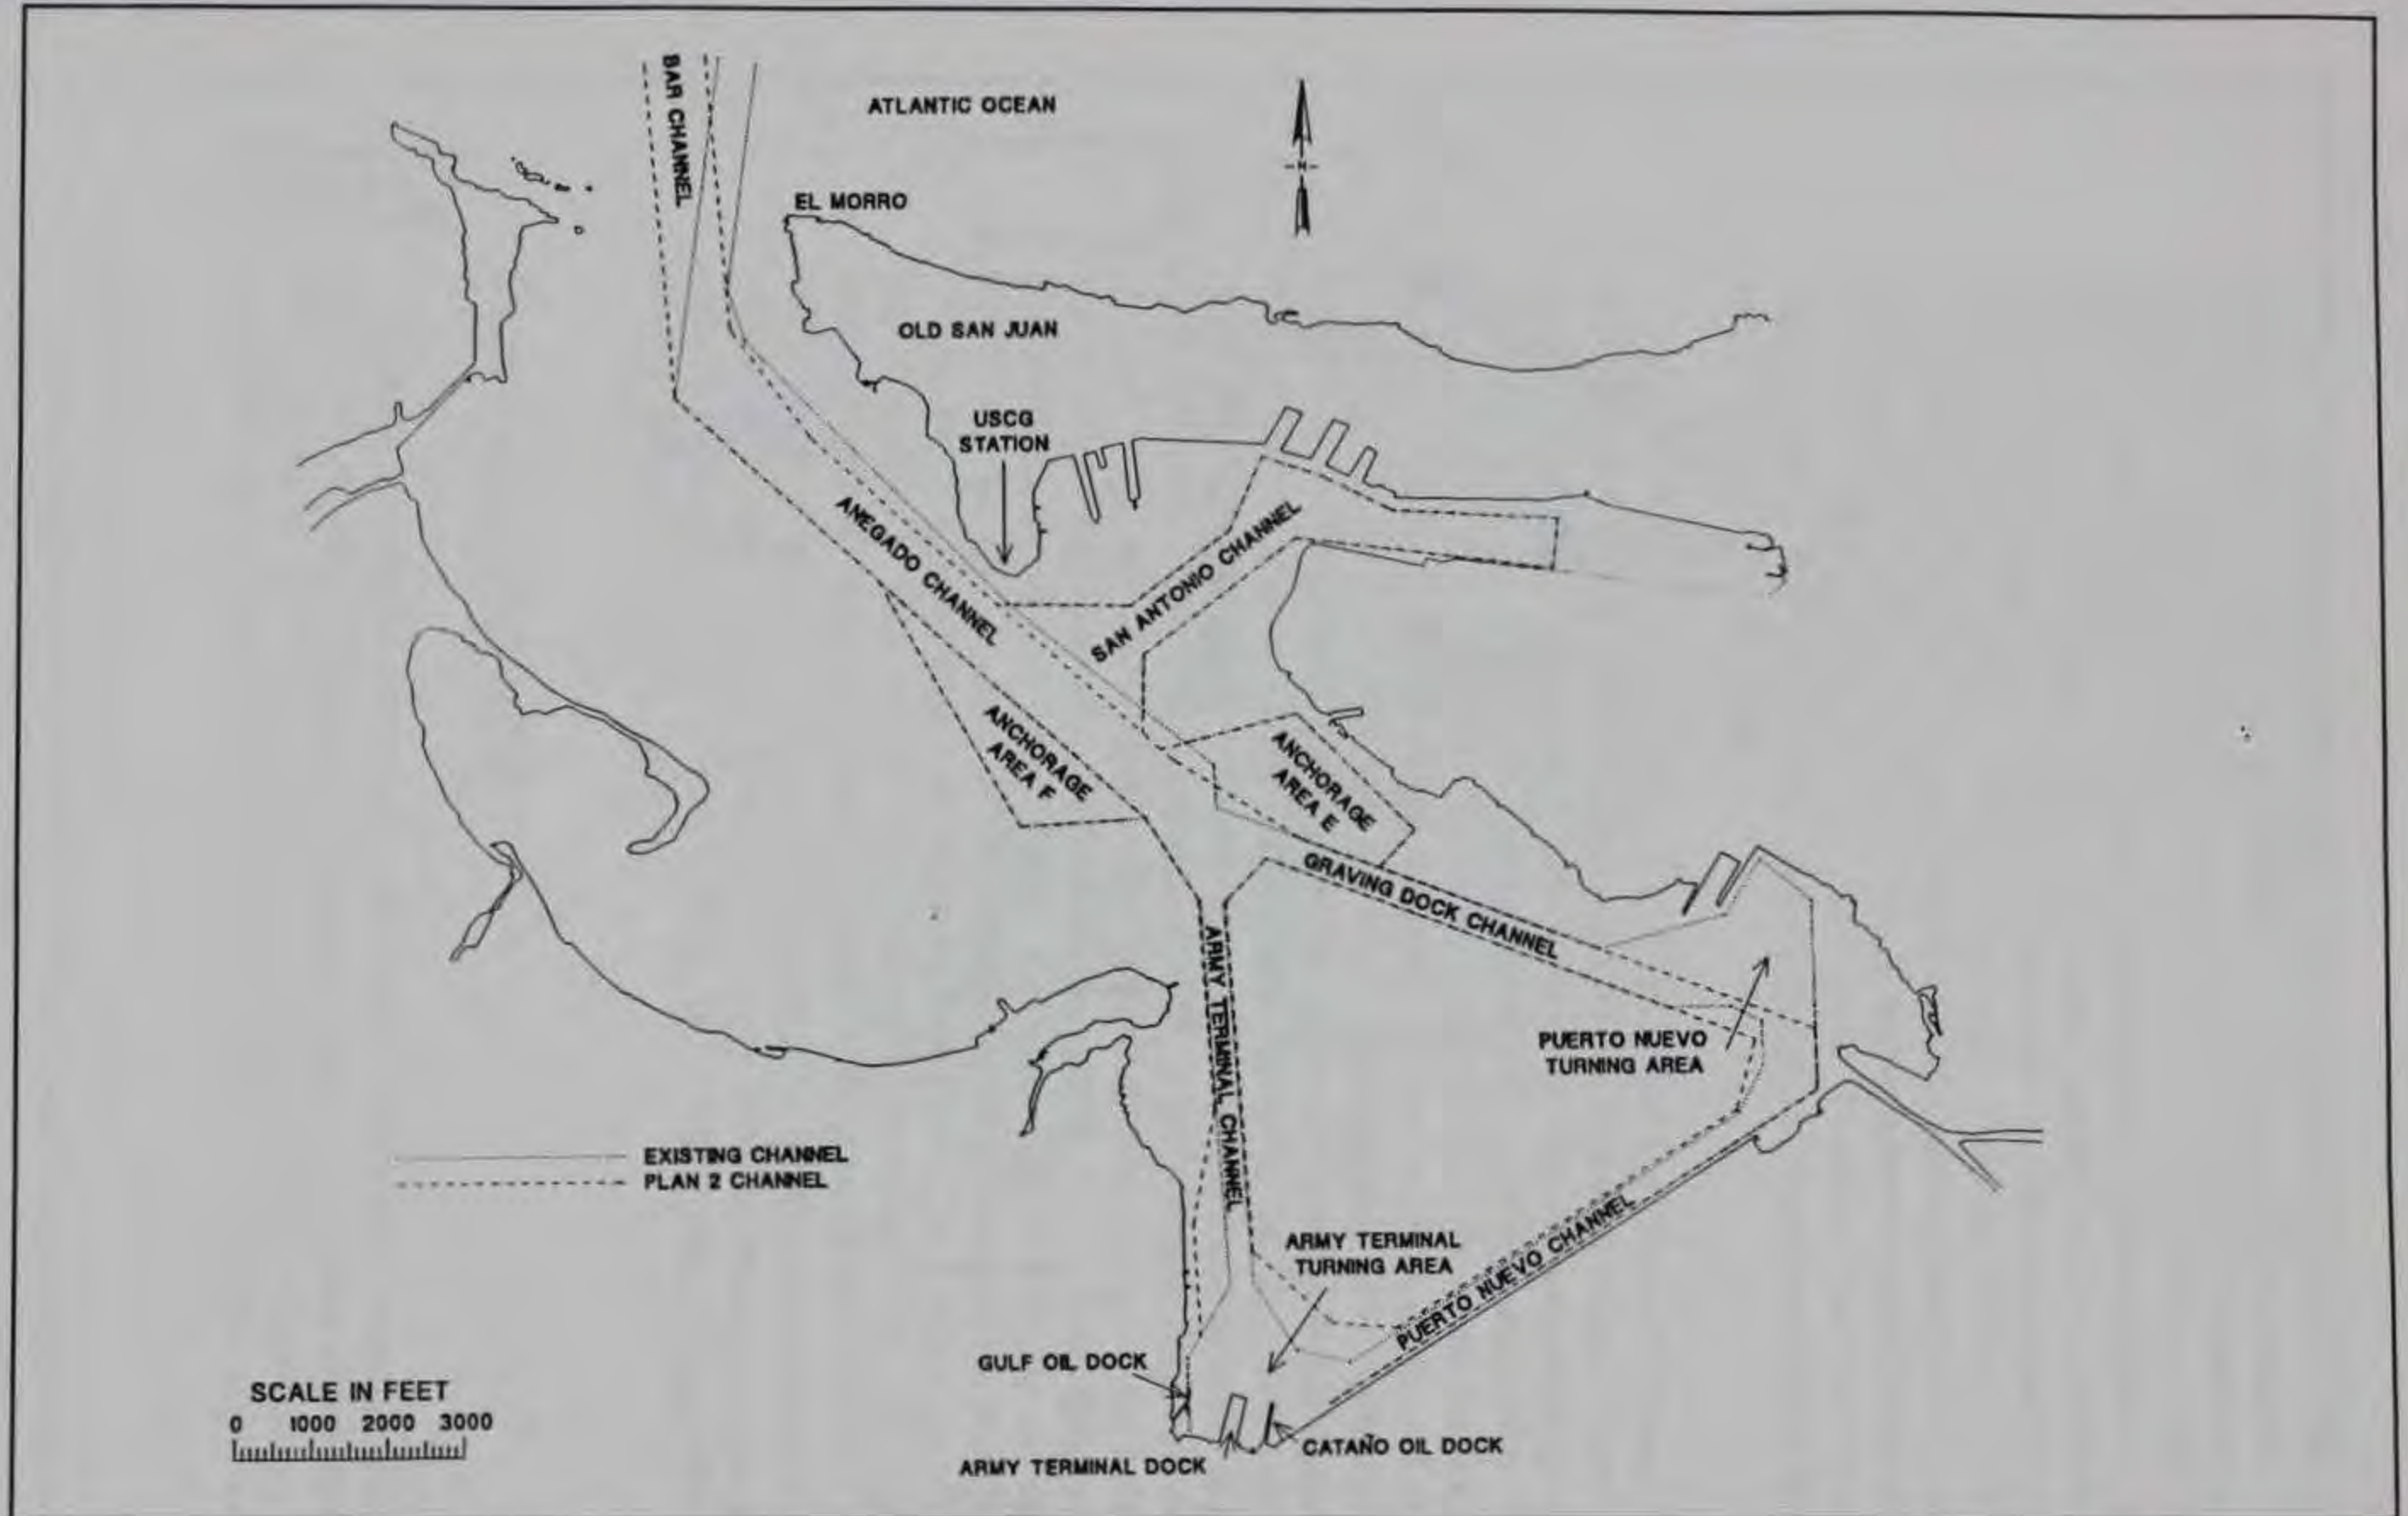 BAR CHANNEL
ATLANTIC OCEAN
N
EL MORRO
OLD SAN JUAN
USCG
STATION
ANEGADO CHANNEL
SAN ANTONIO CHANNEL
ANCHORAGE
AREA F
ANCHORAGE
AREA E
GRAVING DOCK CHANNEL
ARMY TERMINAL CHANNEL
PUERTO NUEVO
TURNING AREA
EXISTING CHANNEL
PLAN 2 CHANNEL
ARMY TERMINAL
TURNING AREA
PUERTO NUEVO CHANNEL
GULF OIL DOCK
SCALE IN FEET
0 1000 2000 3000
CATAÑO OIL DOCK
ARMY TERMINAL DOCK